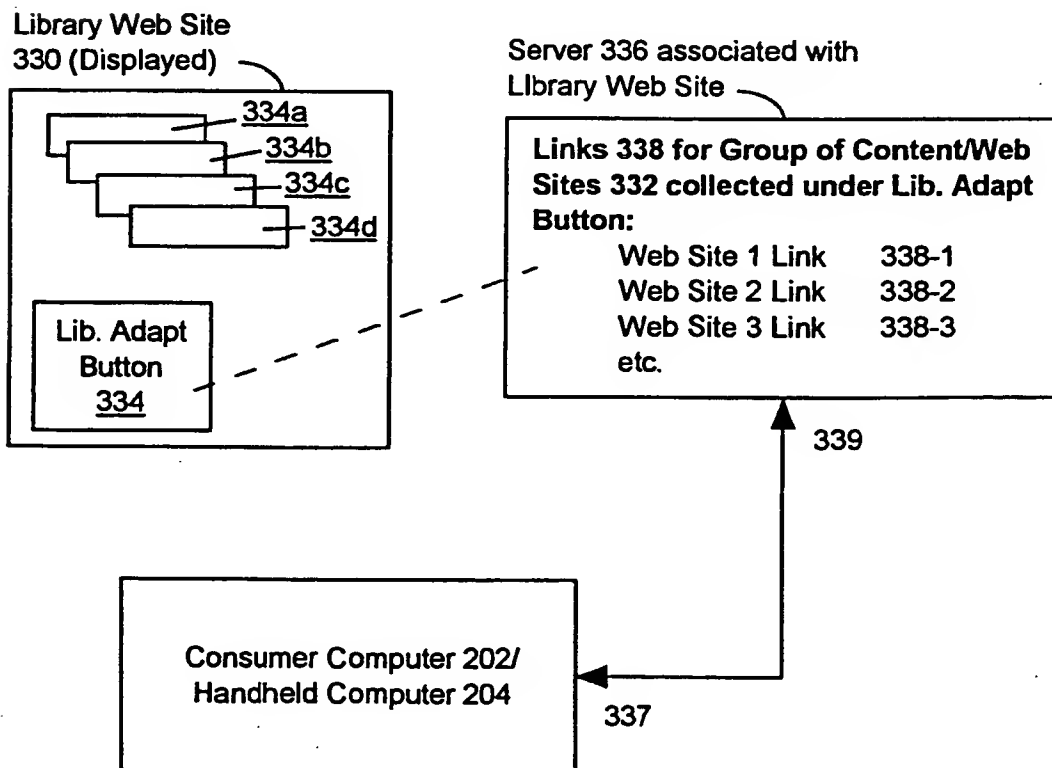 Library Web Site
330 (Displayed)
334a
334b
334c
334d
Lib. Adapt
Button
334
Server 336 associated with
LIbrary Web Site
Links 338 for Group of Content/Web
Sites 332 collected under Lib. Adapt
Button:
Web Site 1 Link 338-1
Web Site 2 Link 338-2
Web Site 3 Link 338-3
etc.
339
Consumer Computer 202/
Handheld Computer 204
337